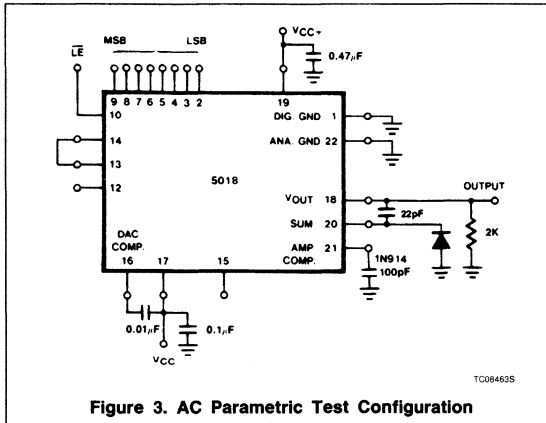 VCC+
MSB LSB
LE
0.47μF
9 8 7 6 5 4 3 2 19
10 DIG. GND 1
14 ANA. GND 22
13
12 5018
VOUT 18 OUTPUT
22pF
SUM 20 2K
DAC COMP. AMP COMP. 21 1N914
16 17 15 100pF
0.01μF 0.1μF
VCC
TC08463S
Figure 3. AC Parametric Test Configuration